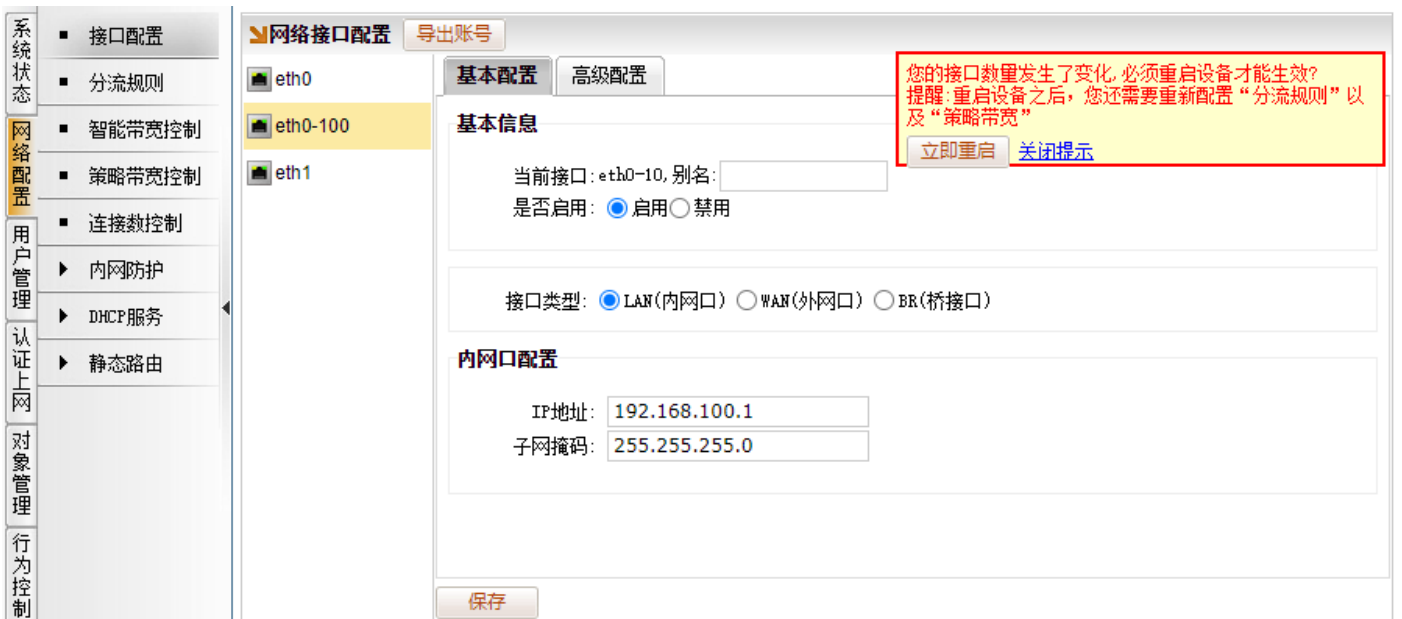 系统状态
网络配置
用户管理
认证上网
对象管理
行为控制
接口配置
分流规则
智能带宽控制
策略带宽控制
连接数控制
内网防护
DHCP服务
静态路由
网络接口配置 导出账号
eth0
eth0-100
eth1
基本配置 高级配置
您的接口数量发生了变化,必须重启设备才能生效?
提醒:重启设备之后，您还需要重新配置“分流规则”以
及“策略带宽”
立即重启 关闭提示
基本信息
当前接口:eth0-10,别名:
是否启用: 启用 禁用
接口类型: LAN(内网口) WAN(外网口) BR(桥接口)
内网口配置
IP地址: 192.168.100.1
子网掩码: 255.255.255.0
保存